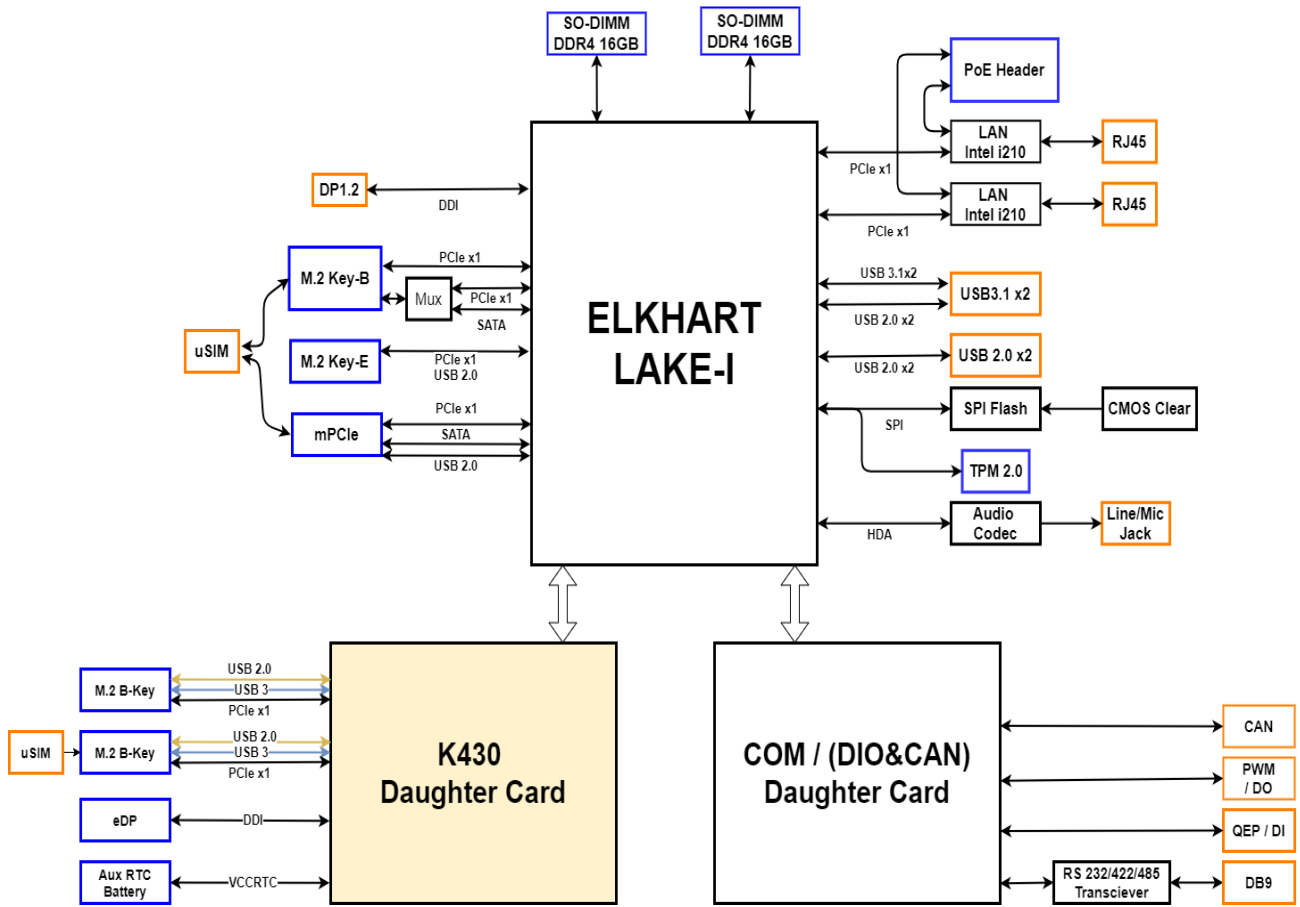 SO-DIMM
DDR4 16GB
SO-DIMM
DDR4 16GB
PoE Header
LAN
Intel i210
RJ45
PCIe x1
LAN
Intel i210
RJ45
PCIe x1
DP1.2
DDI
M.2 Key-B
PCIe x1
Mux
PCIe x1
SATA
uSIM
M.2 Key-E
PCIe x1
USB 2.0
mPCIe
PCIe x1
SATA
USB 2.0
ELKHART
LAKE-I
USB 3.1x2
USB3.1 x2
USB 2.0 x2
USB 2.0 x2
USB 2.0 x2
SPI Flash
CMOS Clear
SPI
TPM 2.0
HDA
Audio
Codec
Line/Mic
Jack
M.2 B-Key
USB 2.0
USB 3
PCIe x1
uSIM
M.2 B-Key
USB 2.0
USB 3
PCIe x1
eDP
DDI
Aux RTC
Battery
VCCRTC
K430
Daughter Card
COM / (DIO&CAN)
Daughter Card
CAN
PWM
/ DO
QEP / DI
RS 232/422/485
Transciever
DB9